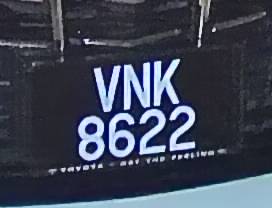 VNK
8622
TOYOTA - GET THE FEELING